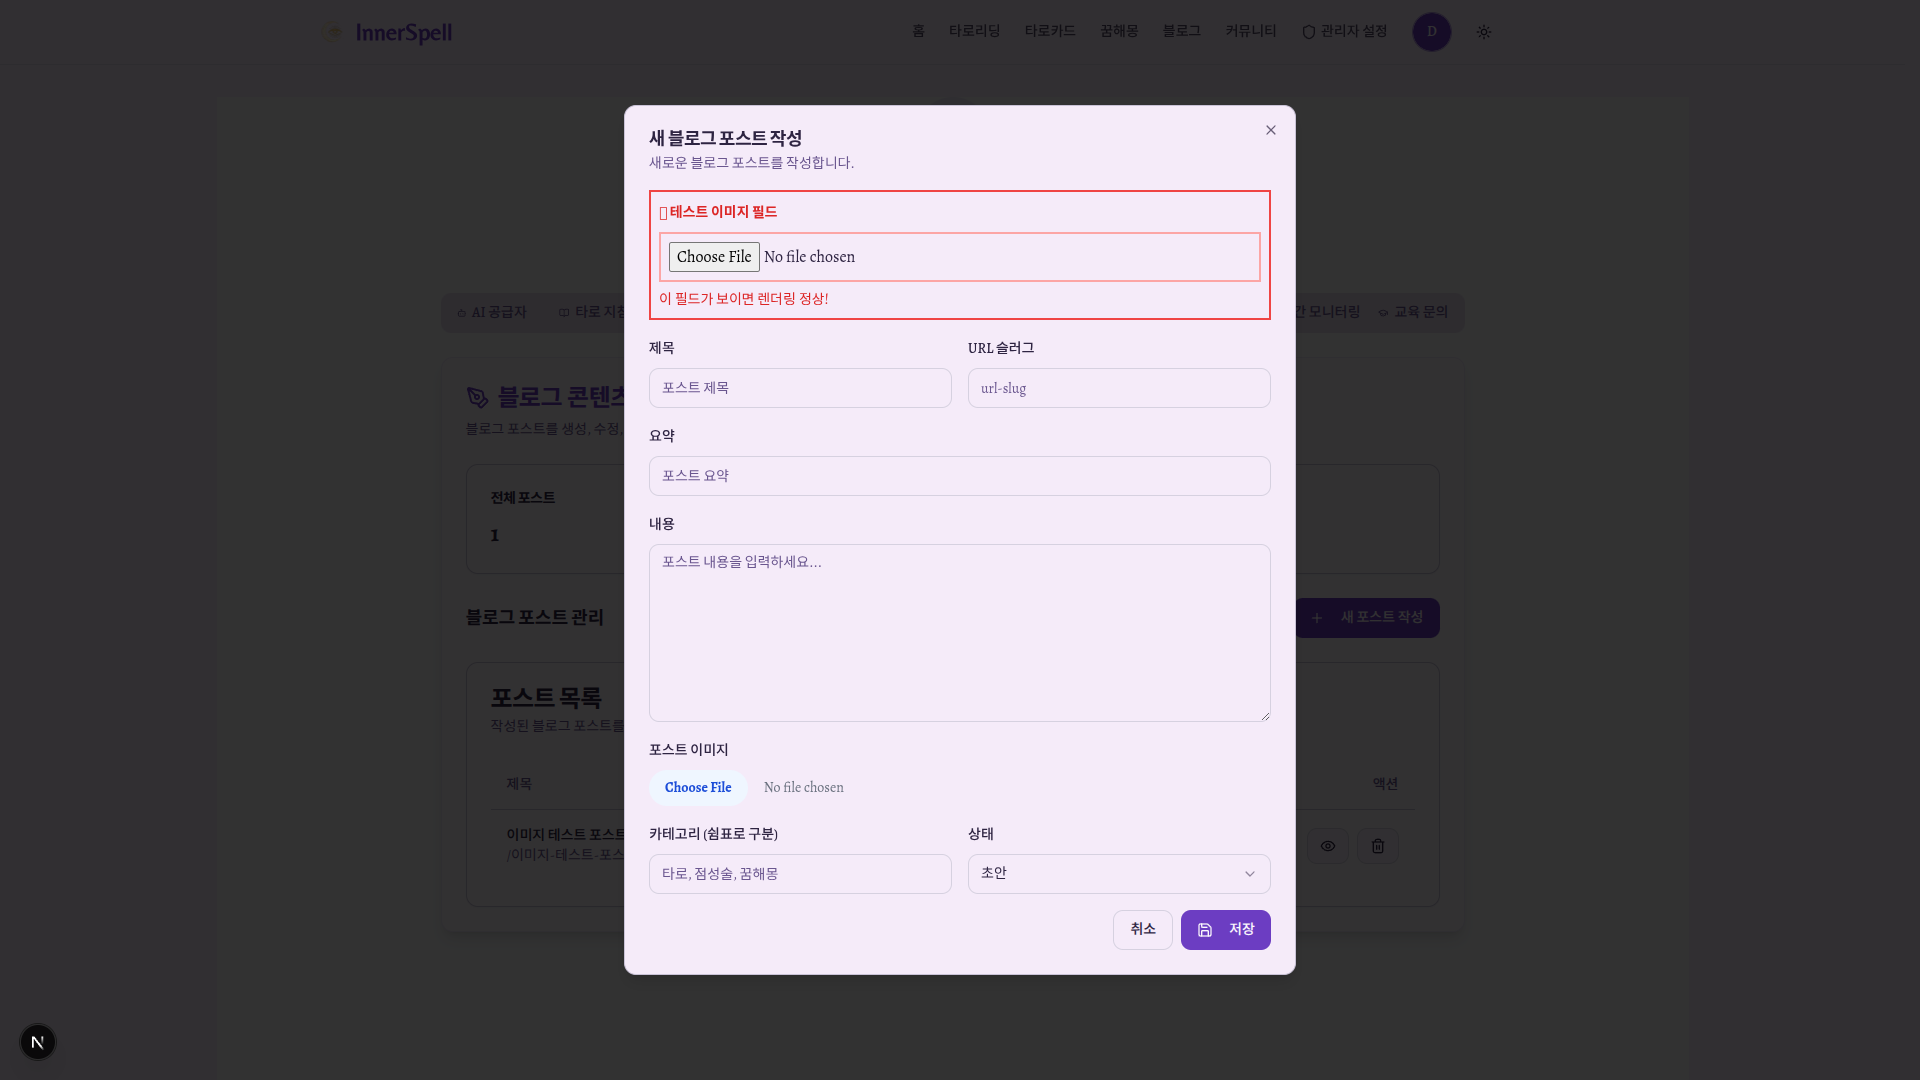 InnerSpell
홈
타로리딩
타로카드
꿈해몽
블로그
커뮤니티
관리자 설정
D
새 블로그 포스트 작성
새로운 블로그 포스트를 작성합니다.
테스트 이미지 필드
Choose File No file chosen
이 필드가 보이면 렌더링 정상!
제목
URL 슬러그
포스트 제목
url-slug
요약
포스트 요약
내용
포스트 내용을 입력하세요...
포스트 이미지
Choose File No file chosen
카테고리 (쉼표로 구분)
상태
타로, 점성술, 꿈해몽
초안
취소
저장
AI 공급자
타로 지침
간 모니터링
교육 문의
블로그 콘텐츠
블로그 포스트를 생성, 수정,
전체 포스트
1
블로그 포스트 관리
새 포스트 작성
포스트 목록
작성된 블로그 포스트를
제목
액션
이미지 테스트 포스트
/이미지-테스트-포스
N